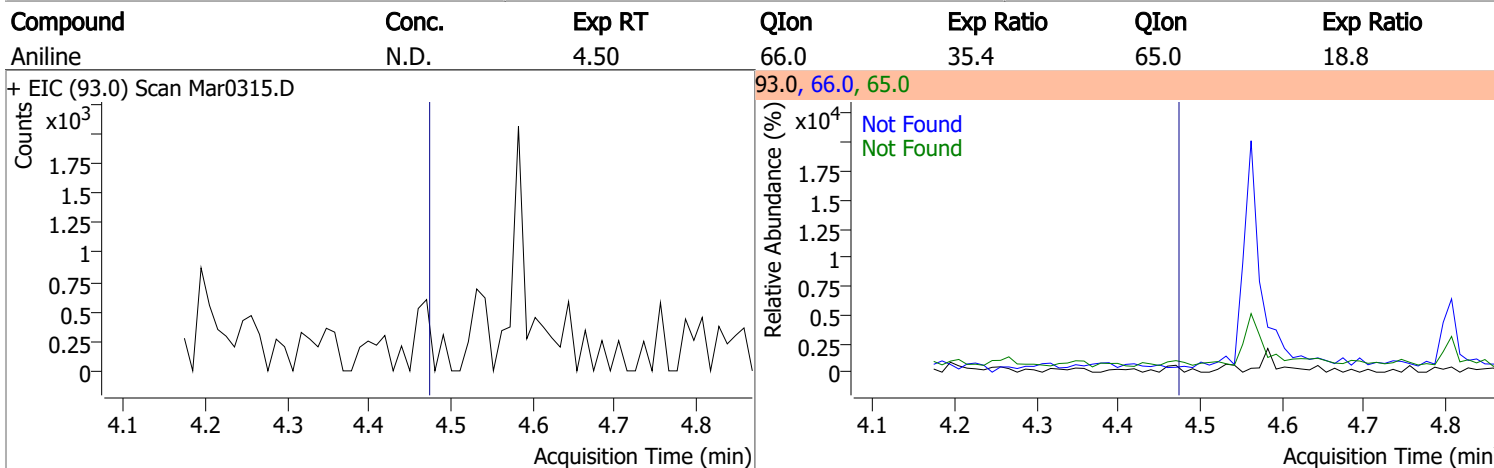 Compound Conc. Exp RT QIon Exp Ratio QIon Exp Ratio
Aniline N.D. 4.50 66.0 35.4 65.0 18.8
+ EIC (93.0) Scan Mar0315.D
Counts
x10³
1.75
1.5
1.25
1
0.75
0.5
0.25
0
4.1 4.2 4.3 4.4 4.5 4.6 4.7 4.8
Acquisition Time (min)
93.0, 66.0, 65.0
Relative Abundance (%)
x10⁴
Not Found
Not Found
1.75
1.5
1.25
1
0.75
0.5
0.25
0
4.1 4.2 4.3 4.4 4.5 4.6 4.7 4.8
Acquisition Time (min)